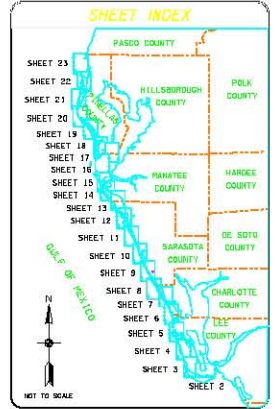 SHEET INDEX
PASCO COUNTY
SHEET 23
SHEET 22
SHEET 21
SHEET 20
SHEET 19
SHEET 18
SHEET 17
SHEET 16
SHEET 15
SHEET 14
SHEET 13
SHEET 12
SHEET 11
SHEET 10
SHEET 9
SHEET 8
SHEET 7
SHEET 6
SHEET 5
SHEET 4
SHEET 3
SHEET 2
PINELLAS
COUNTY
HILLSBOROUGH
COUNTY
POLK
COUNTY
MANATEE
COUNTY
HARDEE
COUNTY
SARASOTA
COUNTY
DE SOTO
COUNTY
CHARLOTTE
COUNTY
LEE
COUNTY
GULF OF MEXICO
N
NOT TO SCALE